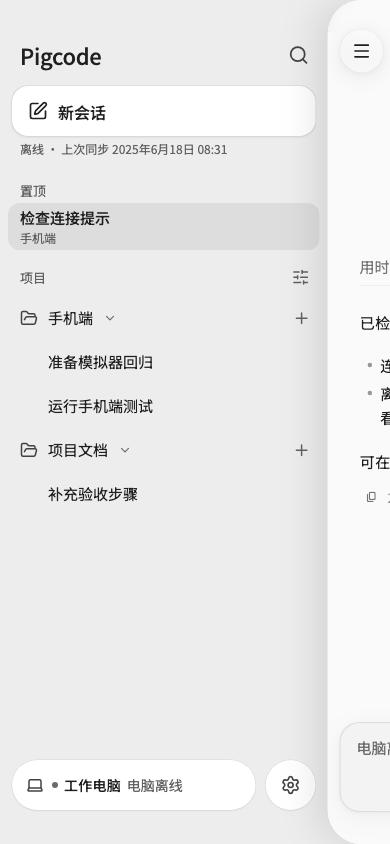 Pigcode
新会话
离线 · 上次同步 2025年6月18日 08:31
置顶
检查连接提示
手机端
项目
手机端
准备模拟器回归
运行手机端测试
项目文档
补充验收步骤
工作电脑 电脑离线
用时
已检
连
离
看
可在
电脑离